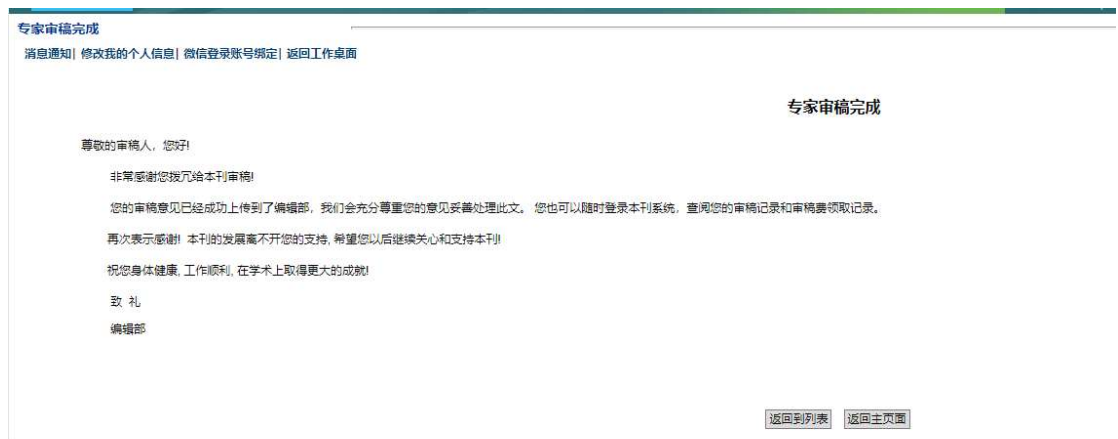 专家审稿完成
消息通知| 修改我的个人信息| 微信登录账号绑定| 返回工作桌面
专家审稿完成
尊敬的审稿人，您好!
非常感谢您拨冗给本刊审稿!
您的审稿意见已经成功上传到了编辑部，我们会充分尊重您的意见妥善处理此文。 您也可以随时登录本刊系统，查阅您的审稿记录和审稿费领取记录。
再次表示感谢! 本刊的发展离不开您的支持, 希望您以后继续关心和支持本刊!
祝您身体健康, 工作顺利, 在学术上取得更大的成就!
致 礼
编辑部
返回到列表 返回主页面